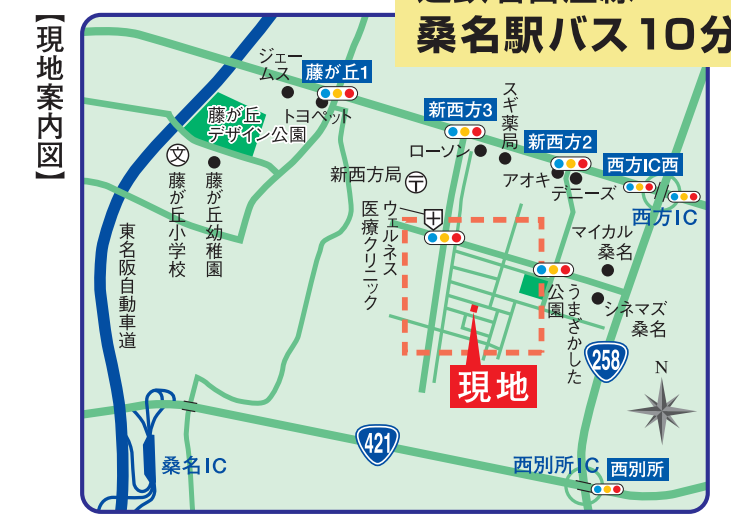 【現地案内図】
桑名駅バス10分
ジェー
ムス
藤が丘1
トヨペット
藤が丘
デザイン公園
文
藤が丘小学校
藤が丘幼稚園
東名阪自動車道
新西方3
ローソン
スギ薬局
新西方2
アオキ
デニーズ
西方IC西
西方IC
新西方局
〒
ウェルネス
医療クリニック
マイカル
桑名
シネマズ
桑名
うまざかした
公園
現地
258
N
421
桑名IC
西別所IC
西別所